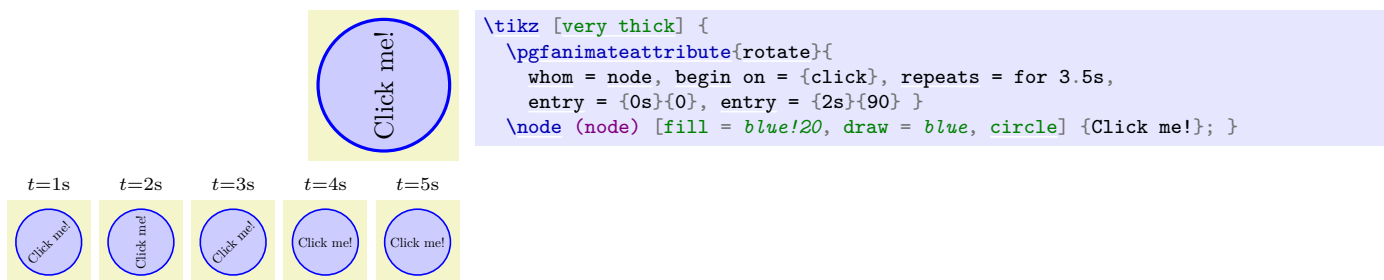 Click me!
\tikz [very thick] {
\pgfanimateattribute{rotate}{
whom = node, begin on = {click}, repeats = for 3.5s,
entry = {0s}{0}, entry = {2s}{90} }
\node (node) [fill = blue!20, draw = blue, circle] {Click me!}; }
t=1s t=2s t=3s t=4s t=5s
Click me! Click me! Click me! Click me! Click me!